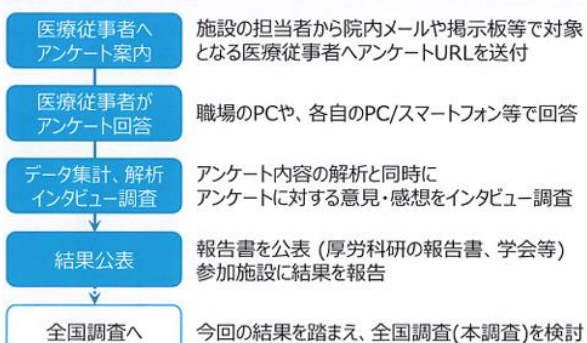 医療従事者へ
アンケート案内
施設の担当者から院内メールや掲示板等で対象
となる医療従事者へアンケートURLを送付
医療従事者が
アンケート回答
職場のPCや、各自のPC/スマートフォン等で回答
データ集計、解析
インタビュー調査
アンケート内容の解析と同時に
アンケートに対する意見・感想をインタビュー調査
結果公表
報告書を公表 (厚労科研の報告書、学会等)
参加施設に結果を報告
全国調査へ
今回の結果を踏まえ、全国調査(本調査)を検討